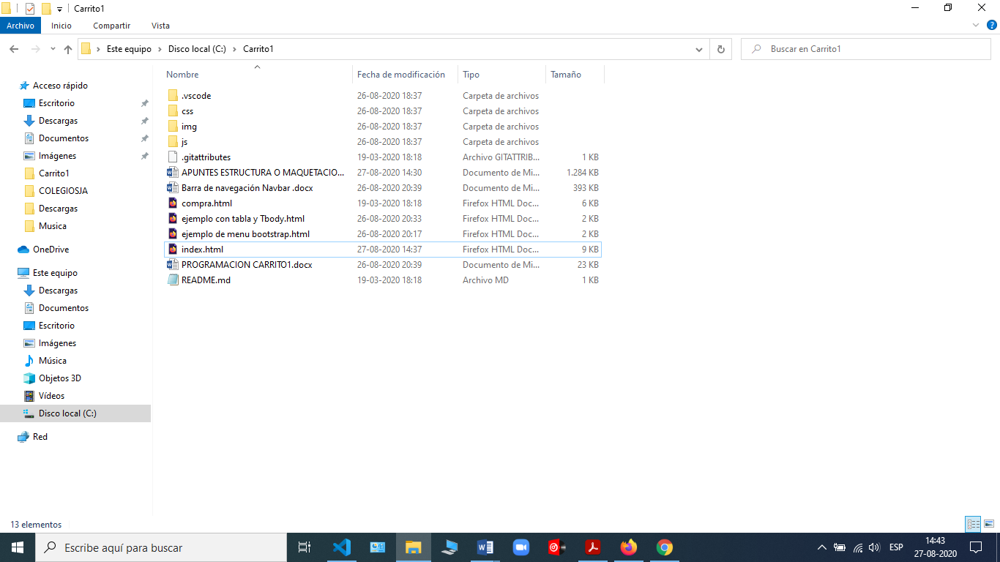 Carrito1
Archivo Inicio Compartir Vista
Este equipo Disco local (C:) Carrito1
Buscar en Carrito1
Nombre Fecha de modificación Tipo Tamaño
.vscode 26-08-2020 18:37 Carpeta de archivos
css 26-08-2020 18:37 Carpeta de archivos
img 26-08-2020 18:37 Carpeta de archivos
js 26-08-2020 18:37 Carpeta de archivos
.gitattributes 19-03-2020 18:18 Archivo GITATTRIB... 1 KB
APUNTES ESTRUCTURA O MAQUETACIO... 27-08-2020 14:30 Documento de Mi... 1.284 KB
Barra de navegación Navbar .docx 26-08-2020 20:39 Documento de Mi... 393 KB
compra.html 19-03-2020 18:18 Firefox HTML Doc... 6 KB
ejemplo con tabla y Tbody.html 26-08-2020 20:33 Firefox HTML Doc... 2 KB
ejemplo de menu bootstrap.html 26-08-2020 20:17 Firefox HTML Doc... 2 KB
index.html 27-08-2020 14:37 Firefox HTML Doc... 9 KB
PROGRAMACION CARRITO1.docx 26-08-2020 20:39 Documento de Mi... 23 KB
README.md 19-03-2020 18:18 Archivo MD 1 KB
Acceso rápido
Escritorio
Descargas
Documentos
Imágenes
Carrito1
COLEGIOSJA
Descargas
Musica
OneDrive
Este equipo
Descargas
Documentos
Escritorio
Imágenes
Música
Objetos 3D
Vídeos
Disco local (C:)
Red
13 elementos
Escribe aquí para buscar
ESP
14:43
27-08-2020